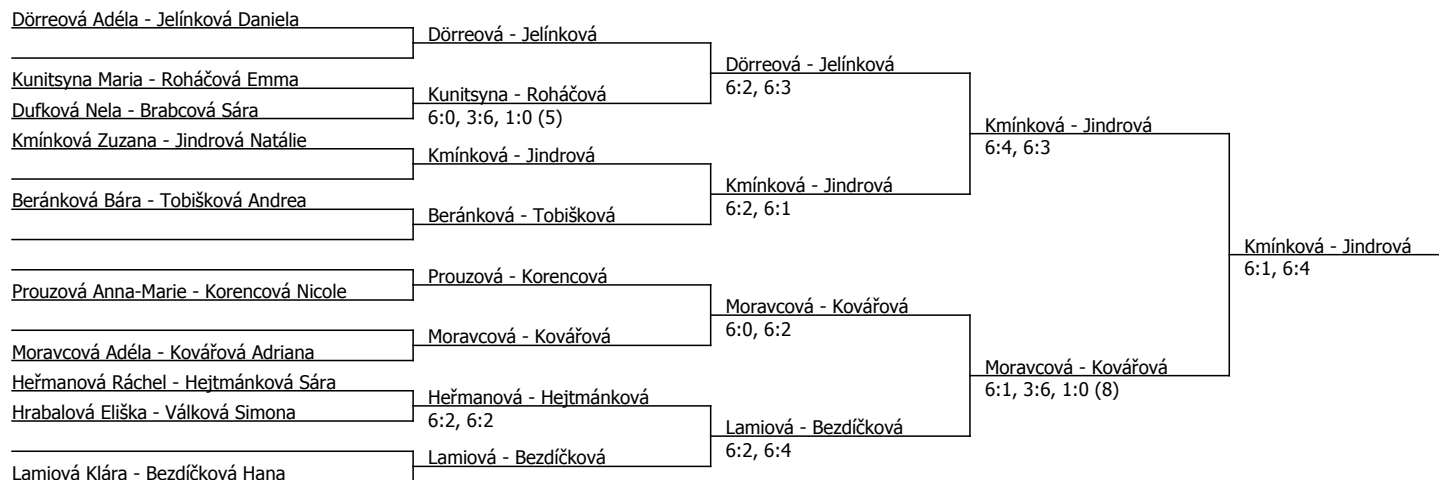 Dörreová Adéla - Jelínková Daniela
Kunitsyna Maria - Roháčová Emma
Dufková Nela - Brabcová Sára
Kmínková Zuzana - Jindrová Natálie
Beránková Bára - Tobišková Andrea
Prouzová Anna-Marie - Korencová Nicole
Moravcová Adéla - Kovářová Adriana
Heřmanová Ráchel - Hejtmánková Sára
Hrabalová Eliška - Válková Simona
Lamiová Klára - Bezdíčková Hana
Dörreová - Jelínková
Kunitsyna - Roháčová
6:0, 3:6, 1:0 (5)
Kmínková - Jindrová
Beránková - Tobišková
Prouzová - Korencová
Moravcová - Kovářová
Heřmanová - Hejtmánková
6:2, 6:2
Lamiová - Bezdíčková
Dörreová - Jelínková
6:2, 6:3
Kmínková - Jindrová
6:2, 6:1
Moravcová - Kovářová
6:0, 6:2
Lamiová - Bezdíčková
6:2, 6:4
Kmínková - Jindrová
6:4, 6:3
Moravcová - Kovářová
6:1, 3:6, 1:0 (8)
Kmínková - Jindrová
6:1, 6:4